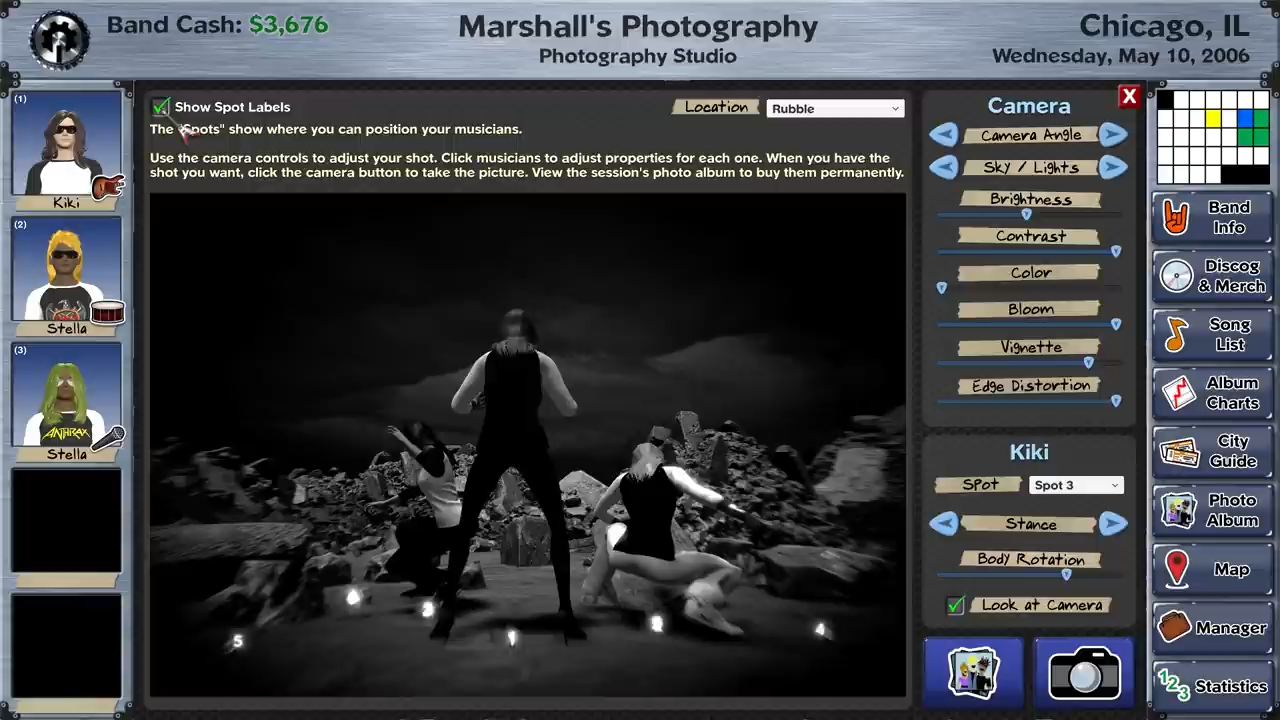 Band Cash: $3,676
Marshall's Photography
Photography Studio
Chicago, IL
Wednesday, May 10, 2006
(1)
Kiki
(2)
Stella
(3)
ANTHRAX
Stella
Show Spot Labels
Location
Rubble
The "Spots" show where you can position your musicians.
Use the camera controls to adjust your shot. Click musicians to adjust properties for each one. When you have the
shot you want, click the camera button to take the picture. View the session's photo album to buy them permanently.
5
Camera
X
Camera Angle
Sky / Lights
Brightness
Contrast
Color
Bloom
Vignette
Edge Distortion
Kiki
Spot
Spot 3
Stance
Body Rotation
Look at Camera
Band
Info
Discog
& Merch
Song
List
Album
Charts
City
Guide
Photo
Album
Map
Manager
123
Statistics